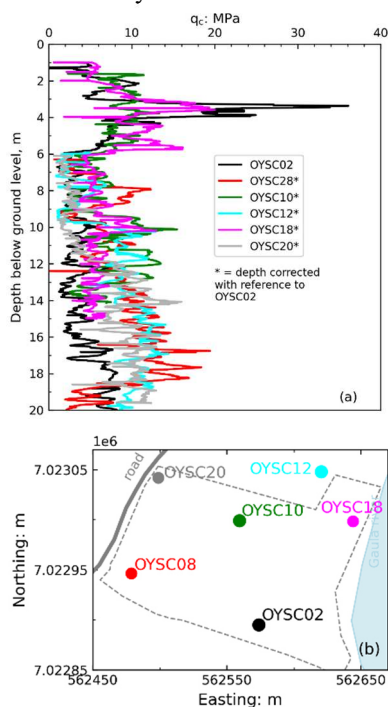 qc: MPa
0 10 20 30 40
Depth below ground level, m
0
2
4
6
8
10
12
14
16
18
20
OYSC02
OYSC28*
OYSC10*
OYSC12*
OYSC18*
OYSC20*
* = depth corrected
with reference to
OYSC02
(a)
1e6
7.02305
7.02295
7.02285
Northing: m
road
OYSC20
OYSC12
OYSC10
OYSC18
Gaula
OYSC08
OYSC02
(b)
562450 562550 562650
Easting: m